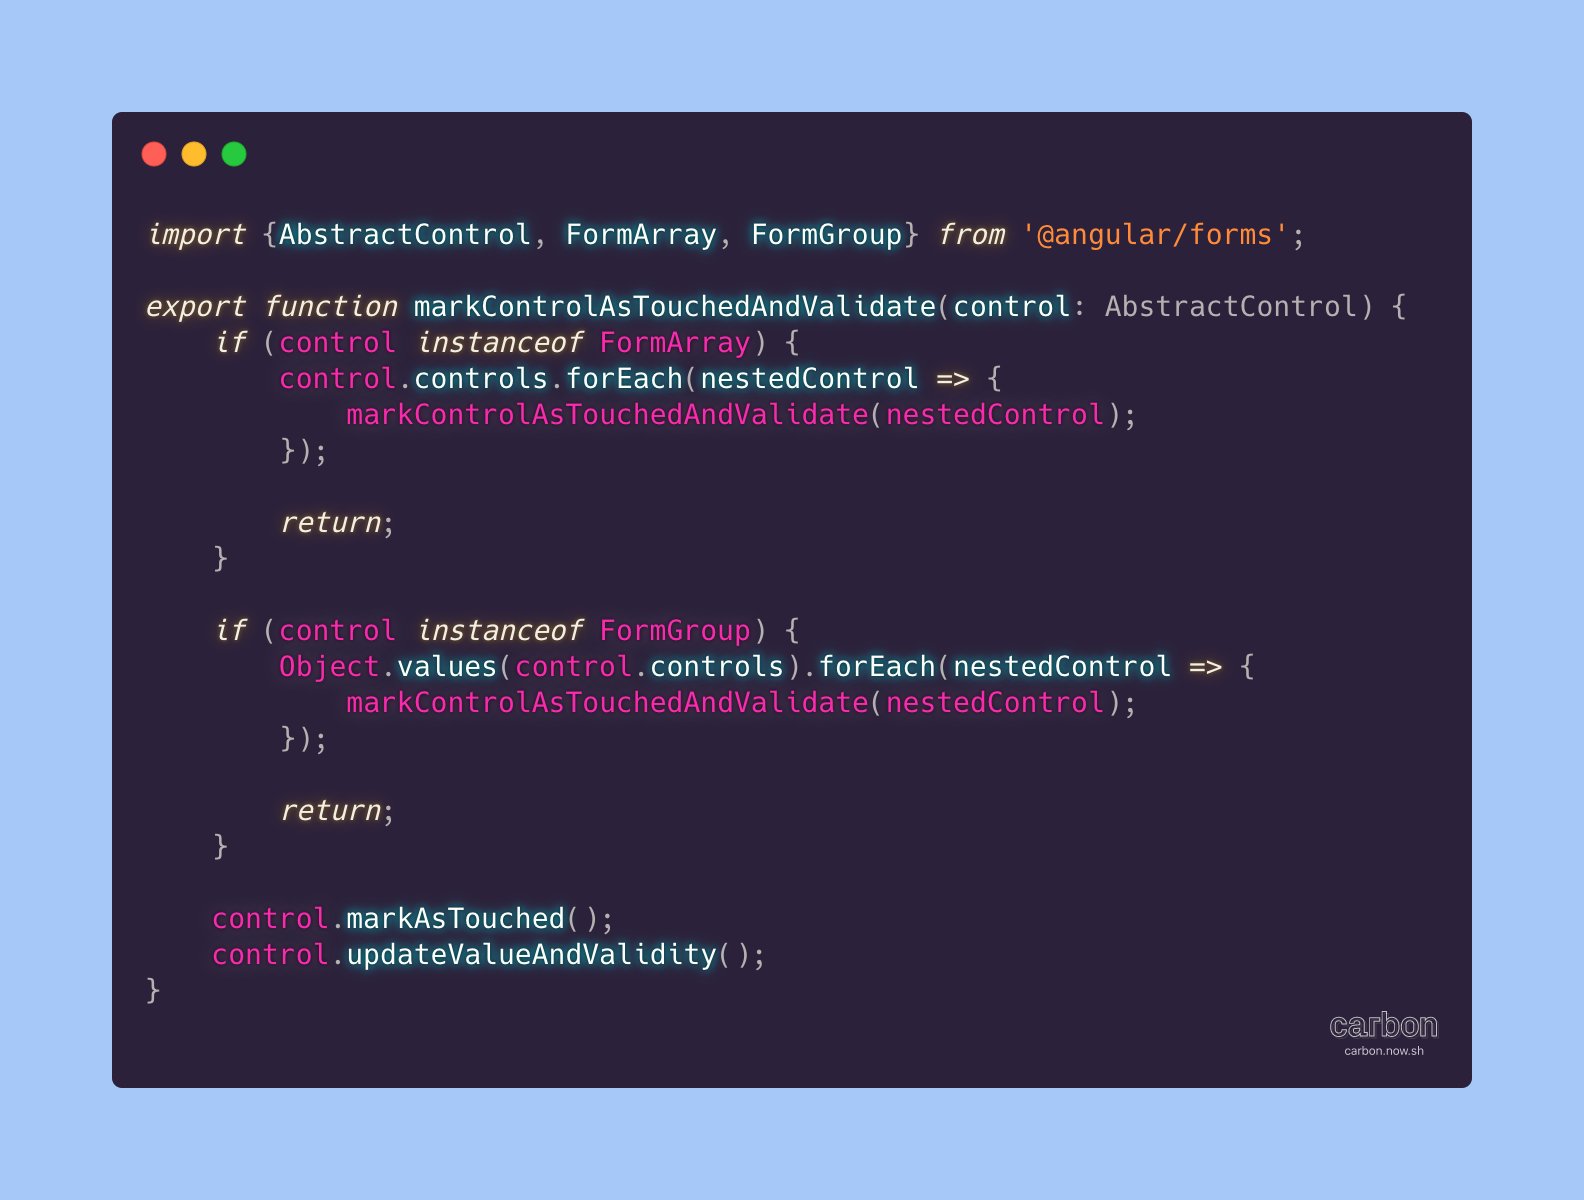 import {AbstractControl, FormArray, FormGroup} from '@angular/forms';

export function markControlAsTouchedAndValidate(control: AbstractControl) {
    if (control instanceof FormArray) {
        control.controls.forEach(nestedControl => {
            markControlAsTouchedAndValidate(nestedControl);
        });

        return;
    }

    if (control instanceof FormGroup) {
        Object.values(control.controls).forEach(nestedControl => {
            markControlAsTouchedAndValidate(nestedControl);
        });

        return;
    }

    control.markAsTouched();
    control.updateValueAndValidity();
}
carbon
carbon.now.sh